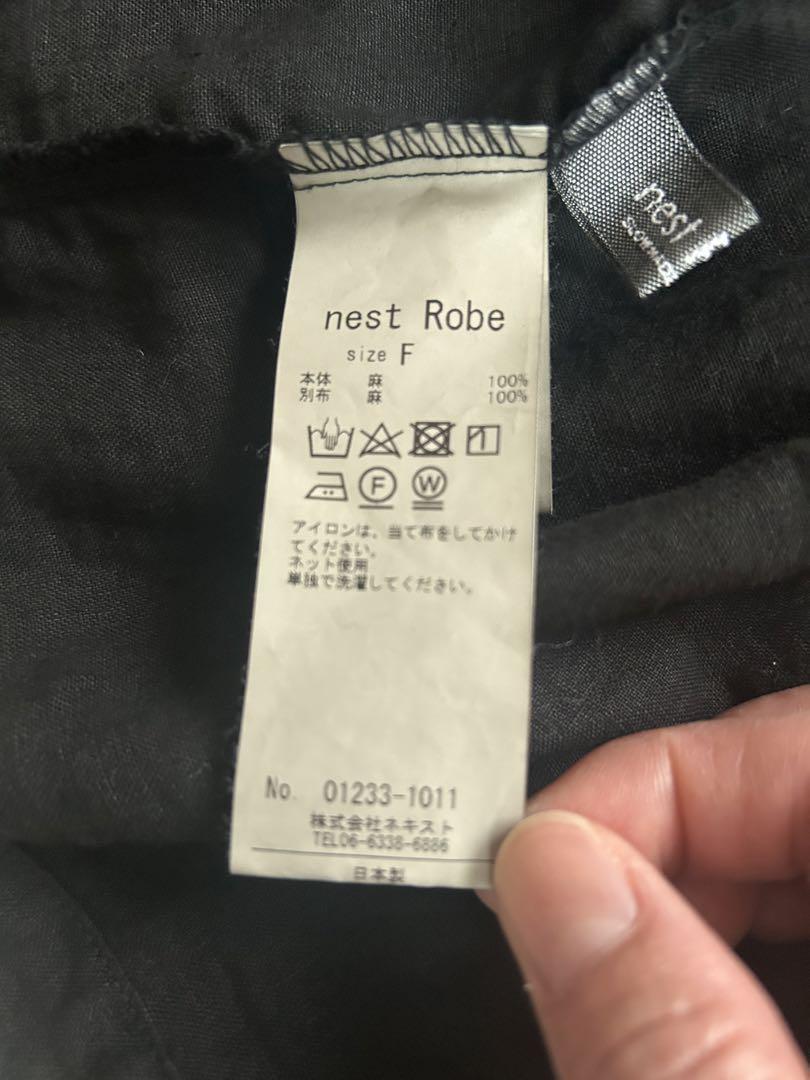 nest
nest Robe
size F
本体 麻 100%
別布 麻 100%
F W
アイロンは、当て布をしてかけ
てください。
ネット使用
単独で洗濯してください。
No. 01233-1011
株式会社ネキスト
TEL06-6338-6886
日本製